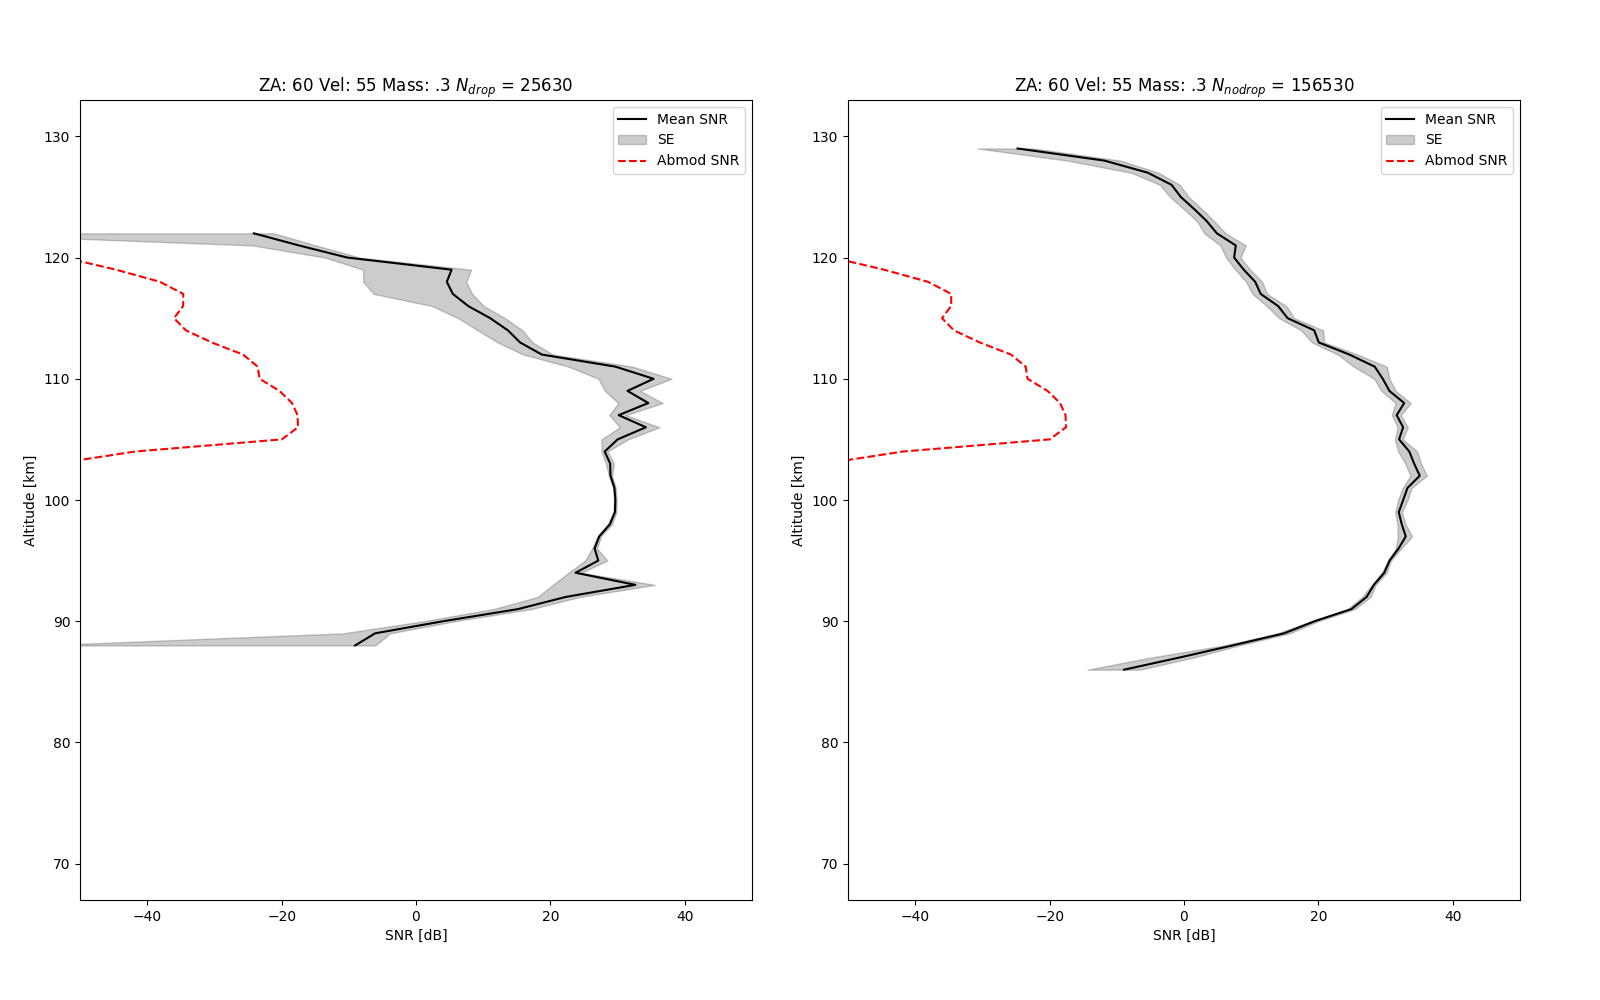 ZA: 60 Vel: 55 Mass: .3 N_drop = 25630
Mean SNR
SE
Abmod SNR
130
120
110
100
90
80
70
Altitude [km]
−40
−20
0
20
40
SNR [dB]
ZA: 60 Vel: 55 Mass: .3 N_nodrop = 156530
Mean SNR
SE
Abmod SNR
130
120
110
100
90
80
70
Altitude [km]
−40
−20
0
20
40
SNR [dB]